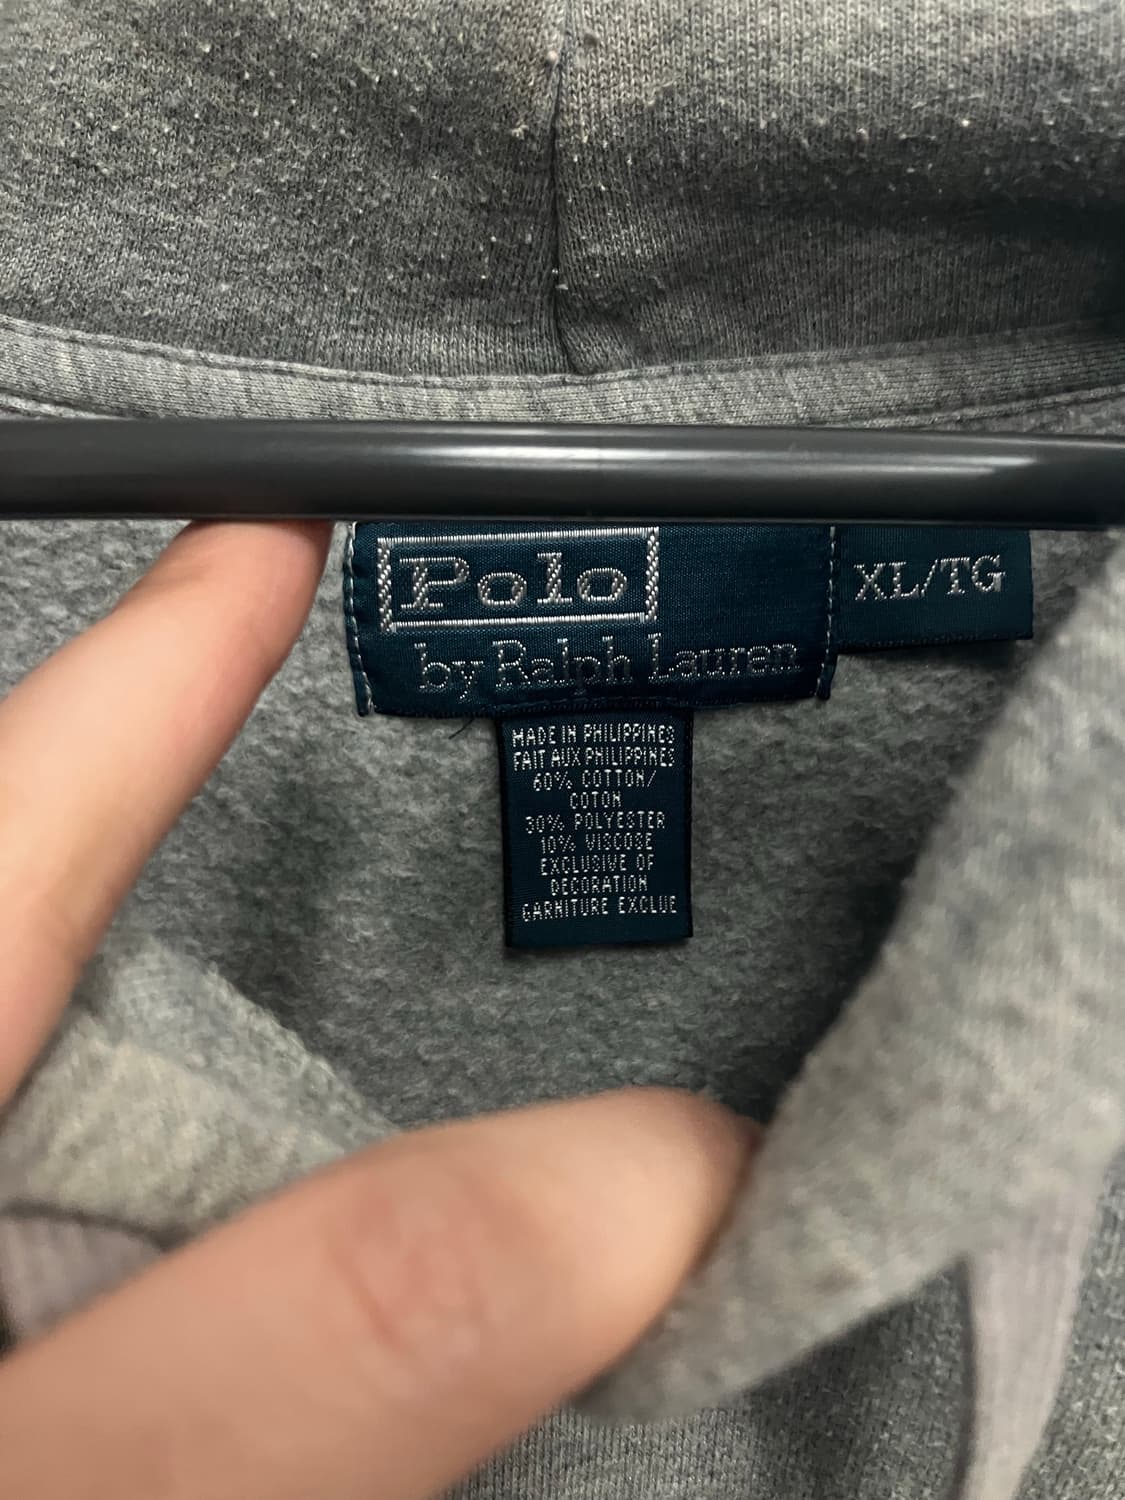 Polo
by Ralph Lauren
XL/TG
MADE IN PHILIPPINES
FAIT AUX PHILIPPINES
60% COTTON/
COTON
30% POLYESTER
10% VISCOSE
EXCLUSIVE OF
DECORATION
GARNITURE EXCLUE